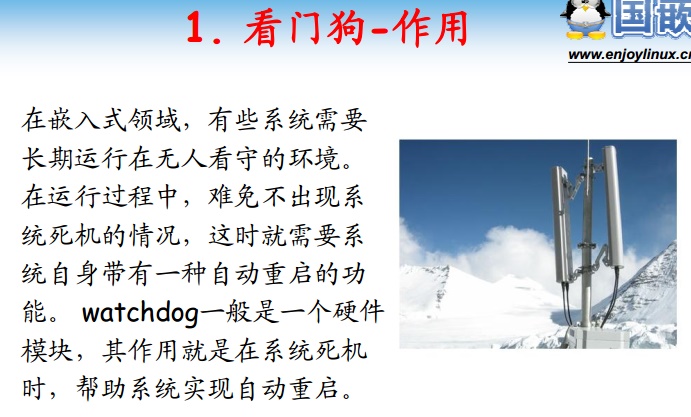 1. 看门狗-作用
国嵌
www.enjoylinux.cn
在嵌入式领域，有些系统需要
长期运行在无人看守的环境。
在运行过程中，难免不出现系
统死机的情况，这时就需要系
统自身带有一种自动重启的功
能。 watchdog一般是一个硬件
模块，其作用就是在系统死机
时，帮助系统实现自动重启。